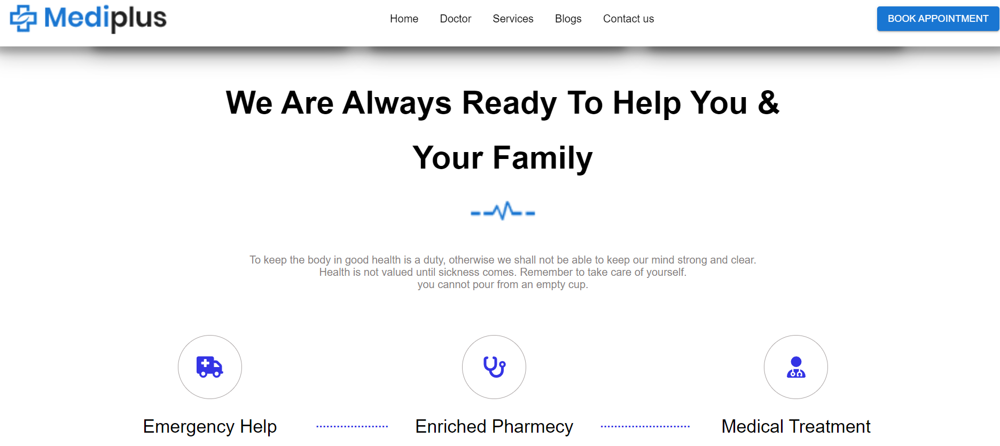 Mediplus
Home Doctor Services Blogs Contact us
BOOK APPOINTMENT
We Are Always Ready To Help You &
Your Family
To keep the body in good health is a duty, otherwise we shall not be able to keep our mind strong and clear.
Health is not valued until sickness comes. Remember to take care of yourself.
you cannot pour from an empty cup.
Emergency Help
Enriched Pharmecy
Medical Treatment